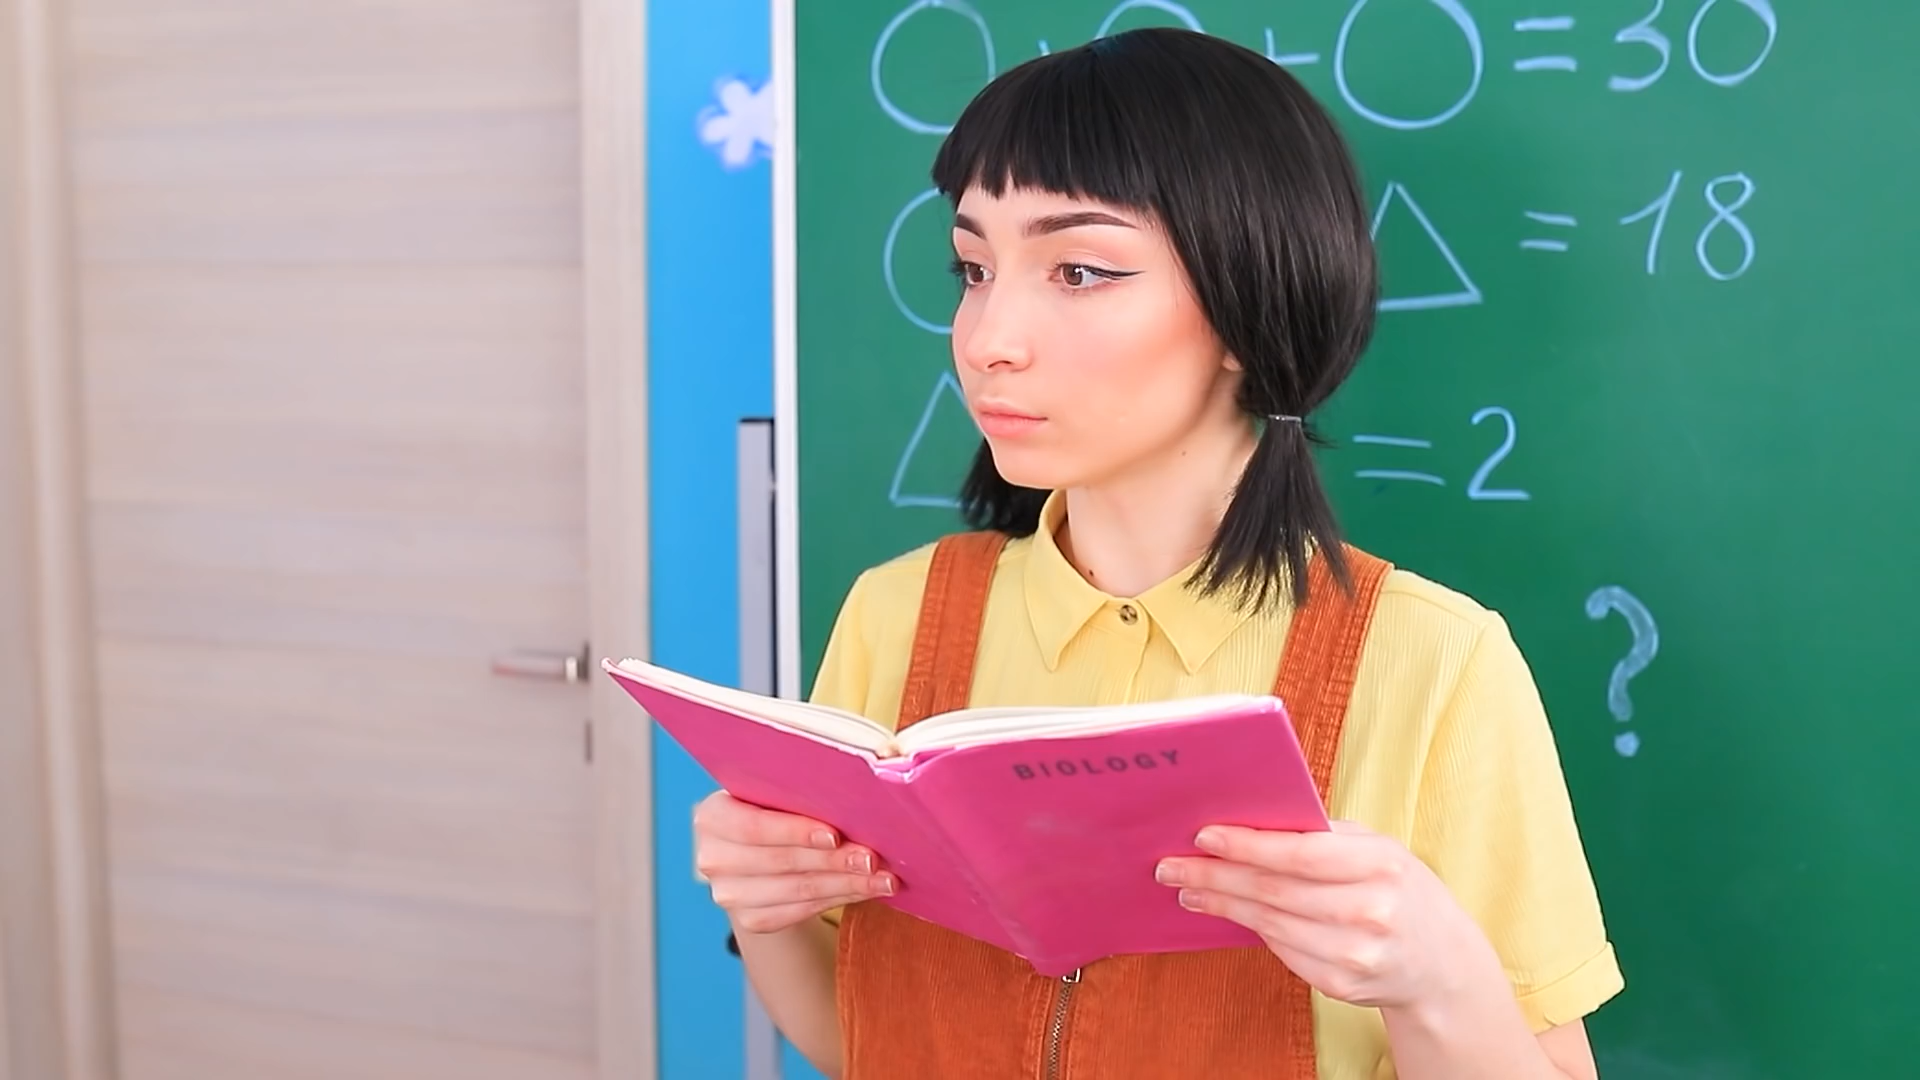 ◯ + ◯ + ◯ = 30
△ = 18
△ = 2
?
BIOLOGY